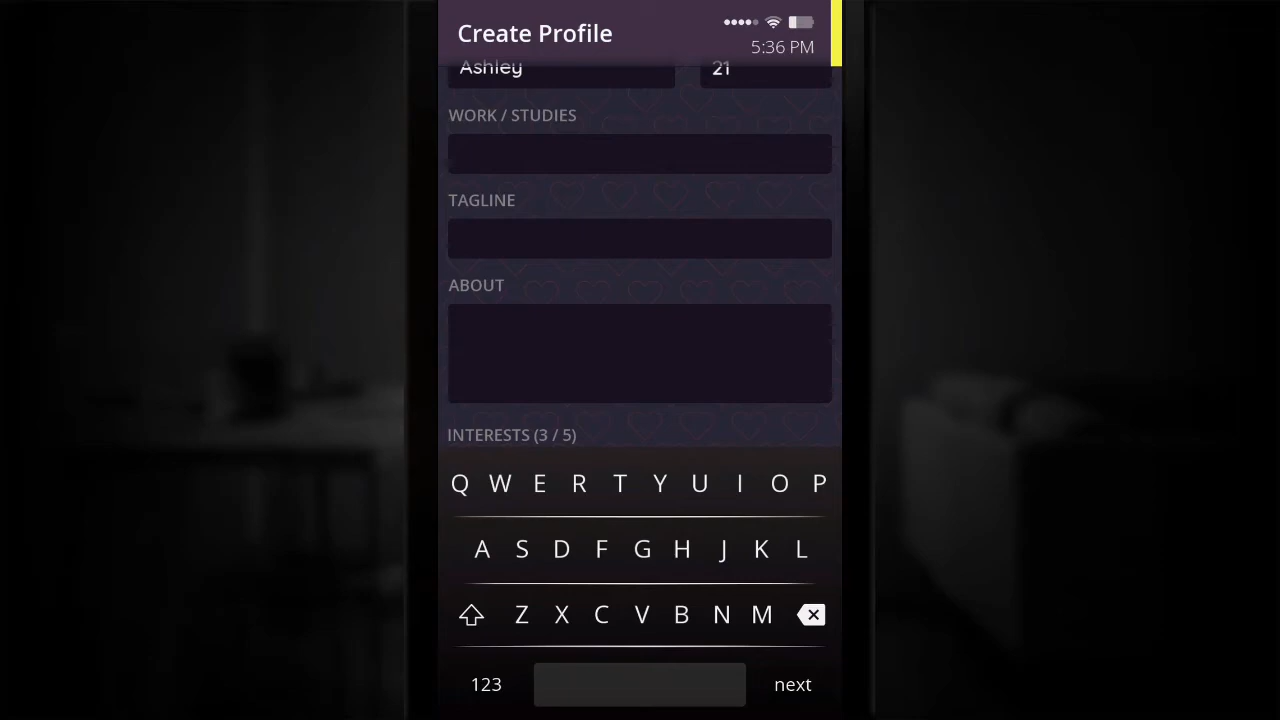 Create Profile
5:36 PM
Ashley 21
WORK / STUDIES
TAGLINE
ABOUT
INTERESTS (3 / 5)
Q W E R T Y U I O P
A S D F G H J K L
Z X C V B N M
123 next